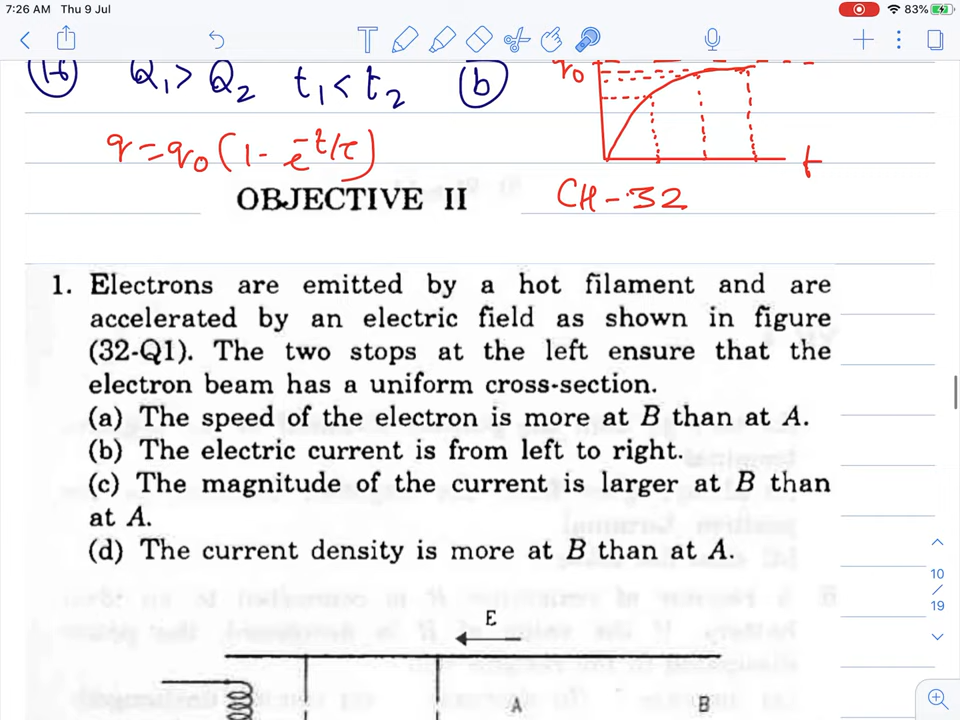 7:26 AM Thu 9 Jul
83%
Q1 > Q2 t1 < t2 (b)
q0
q = q0 (1 - e^-t/τ)
t
OBJECTIVE II
CH-32
1. Electrons are emitted by a hot filament and are
accelerated by an electric field as shown in figure
(32-Q1). The two stops at the left ensure that the
electron beam has a uniform cross-section.
(a) The speed of the electron is more at B than at A.
(b) The electric current is from left to right.
(c) The magnitude of the current is larger at B than
at A.
(d) The current density is more at B than at A.
E
A B
10
/
19